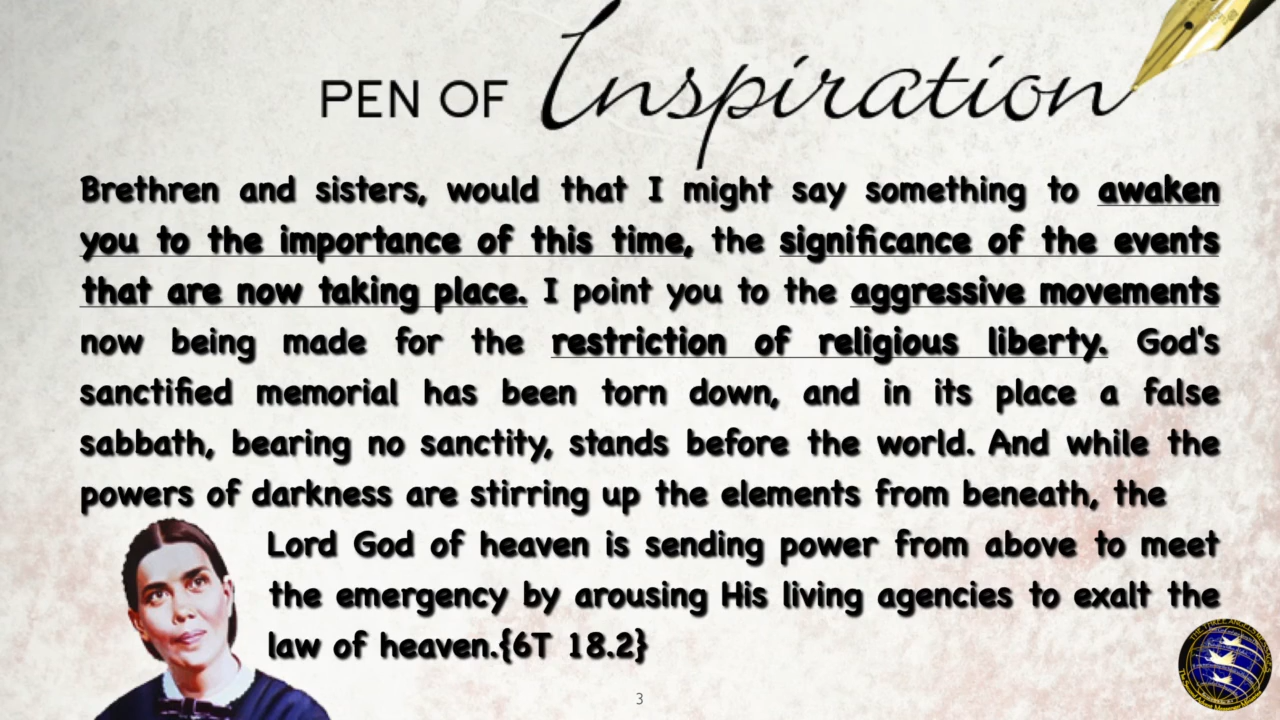 PEN OF Inspiration
Brethren and sisters, would that I might say something to awaken
you to the importance of this time, the significance of the events
that are now taking place. I point you to the aggressive movements
now being made for the restriction of religious liberty. God's
sanctified memorial has been torn down, and in its place a false
sabbath, bearing no sanctity, stands before the world. And while the
powers of darkness are stirring up the elements from beneath, the
Lord God of heaven is sending power from above to meet
the emergency by arousing His living agencies to exalt the
law of heaven.{6T 18.2}
THE THREE ANGELS
3